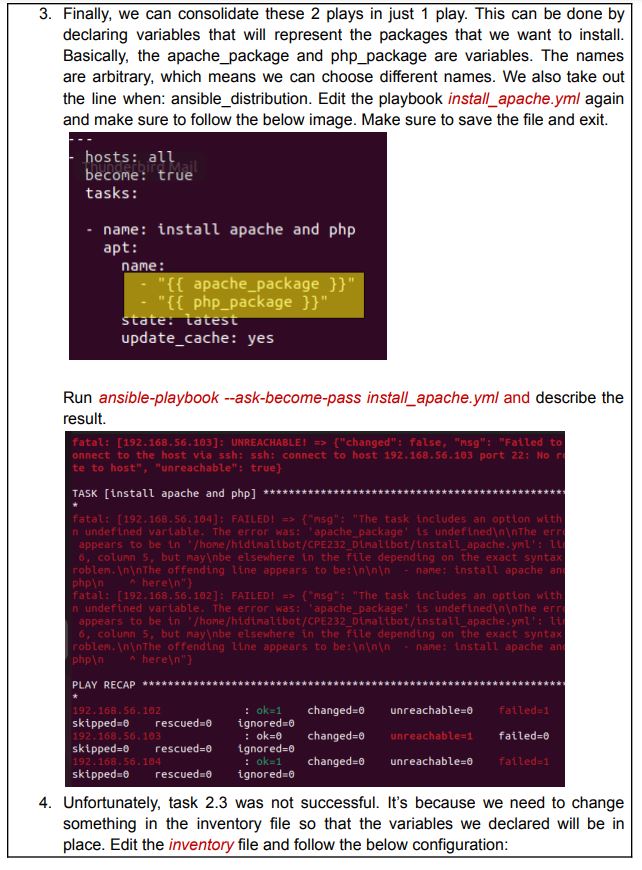 3. Finally, we can consolidate these 2 plays in just 1 play. This can be done by
declaring variables that will represent the packages that we want to install.
Basically, the apache_package and php_package are variables. The names
are arbitrary, which means we can choose different names. We also take out
the line when: ansible_distribution. Edit the playbook install_apache.yml again
and make sure to follow the below image. Make sure to save the file and exit.
---
- hosts: all
Thunderbird Mail
become: true
tasks:
- name: install apache and php
apt:
name:
- "{{ apache_package }}"
- "{{ php_package }}"
state: latest
update_cache: yes
Run ansible-playbook --ask-become-pass install_apache.yml and describe the
result.
fatal: [192.168.56.103]: UNREACHABLE! => {"changed": false, "msg": "Failed to
onnect to the host via ssh: ssh: connect to host 192.168.56.103 port 22: No r
te to host", "unreachable": true}
TASK [install apache and php] **************************************************
*
fatal: [192.168.56.104]: FAILED! => {"msg": "The task includes an option with
n undefined variable. The error was: 'apache_package' is undefined\n\nThe erro
appears to be in '/home/hidimalibot/CPE232_Dimalibot/install_apache.yml': li
6, column 5, but may\nbe elsewhere in the file depending on the exact syntax
roblem.\n\nThe offending line appears to be:\n\n\n - name: install apache and
php\n ^ here\n"}
fatal: [192.168.56.102]: FAILED! => {"msg": "The task includes an option with
n undefined variable. The error was: 'apache_package' is undefined\n\nThe erro
appears to be in '/home/hidimalibot/CPE232_Dimalibot/install_apache.yml': li
6, column 5, but may\nbe elsewhere in the file depending on the exact syntax
roblem.\n\nThe offending line appears to be:\n\n\n - name: install apache and
php\n ^ here\n"}
PLAY RECAP *********************************************************************
*
192.168.56.102 : ok=1 changed=0 unreachable=0 failed=1
skipped=0 rescued=0 ignored=0
192.168.56.103 : ok=0 changed=0 unreachable=1 failed=0
skipped=0 rescued=0 ignored=0
192.168.56.104 : ok=1 changed=0 unreachable=0 failed=1
skipped=0 rescued=0 ignored=0
4. Unfortunately, task 2.3 was not successful. It’s because we need to change
something in the inventory file so that the variables we declared will be in
place. Edit the inventory file and follow the below configuration: